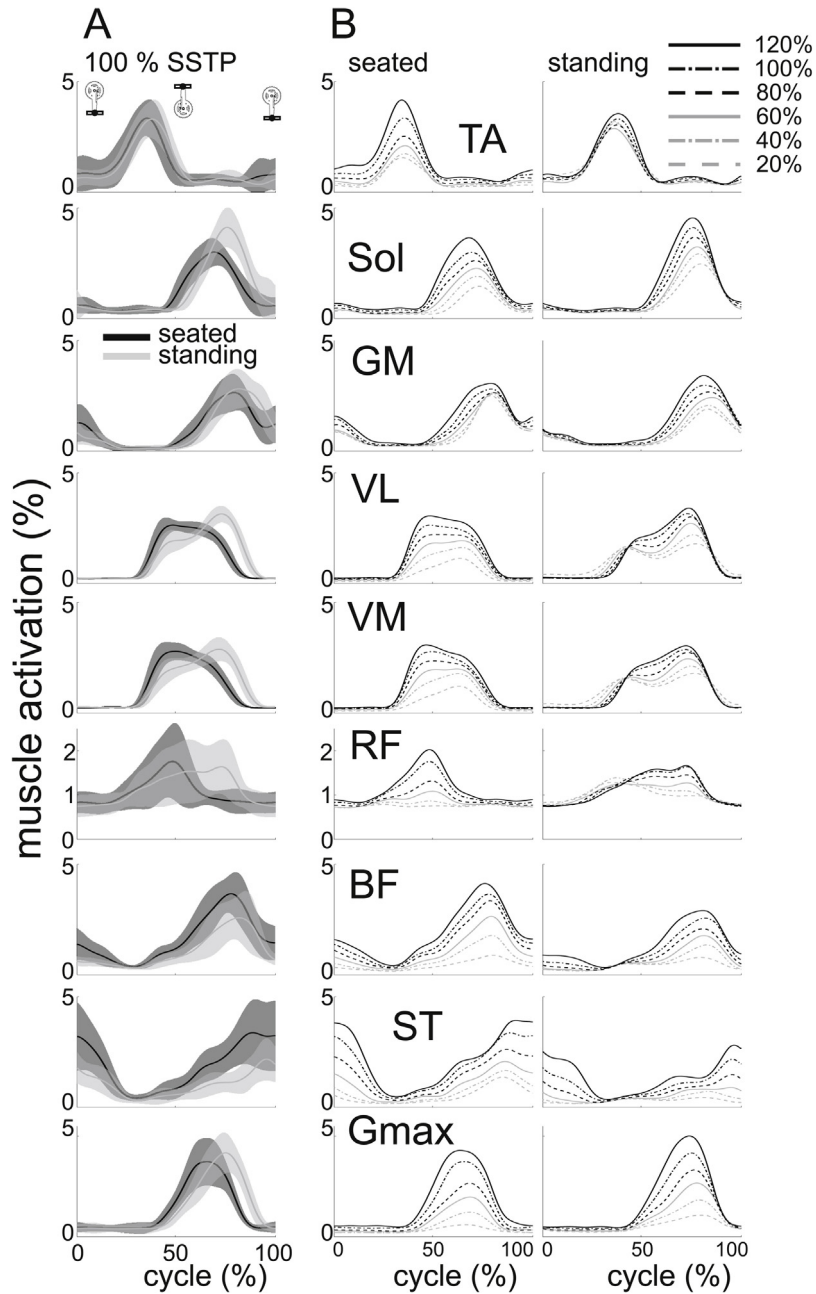 A
B
100 % SSTP
seated
standing
120%
100%
80%
60%
40%
20%
5
0
TA
5
0
Sol
seated
standing
5
0
GM
5
0
VL
5
0
VM
2
1
0
RF
5
0
BF
5
0
ST
5
0
Gmax
muscle activation (%)
0 50 100 0 50 100 0 50 100
cycle (%) cycle (%) cycle (%)